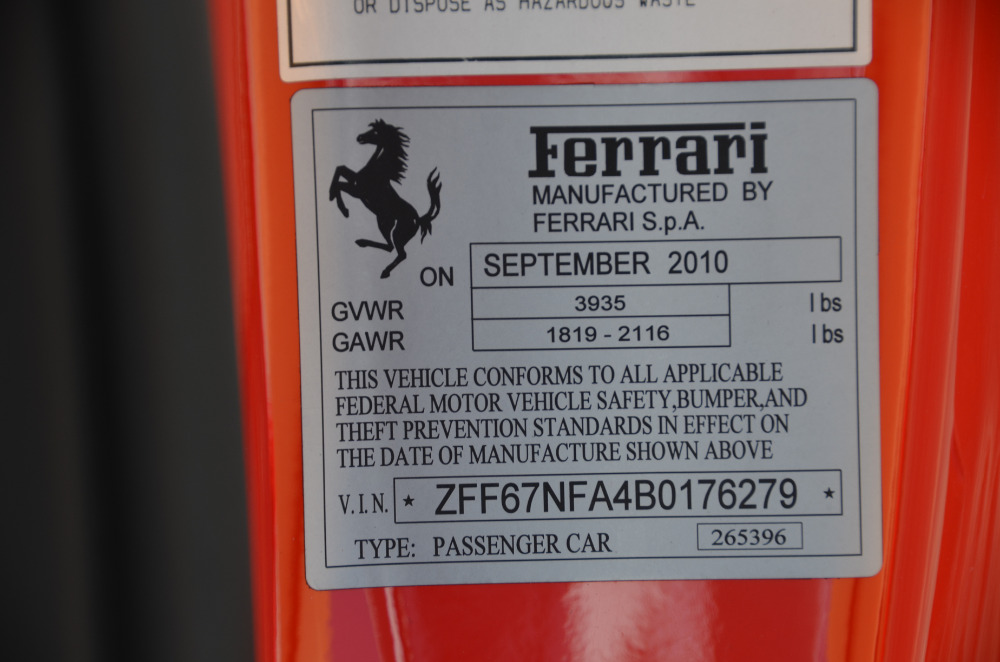 OR DISPOSE AS HAZARDOUS WASTE
Ferrari
MANUFACTURED BY
FERRARI S.p.A.
ON SEPTEMBER 2010
GVWR 3935 lbs
GAWR 1819 - 2116 lbs
THIS VEHICLE CONFORMS TO ALL APPLICABLE
FEDERAL MOTOR VEHICLE SAFETY,BUMPER,AND
THEFT PREVENTION STANDARDS IN EFFECT ON
THE DATE OF MANUFACTURE SHOWN ABOVE
V.I.N. * ZFF67NFA4B0176279 *
TYPE: PASSENGER CAR 265396